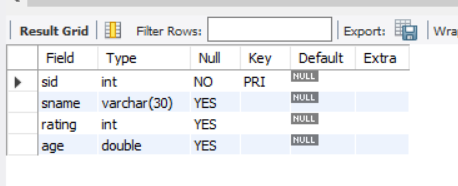 Result Grid Filter Rows: Export: Wra
Field Type Null Key Default Extra
sid int NO PRI NULL
sname varchar(30) YES NULL
rating int YES NULL
age double YES NULL